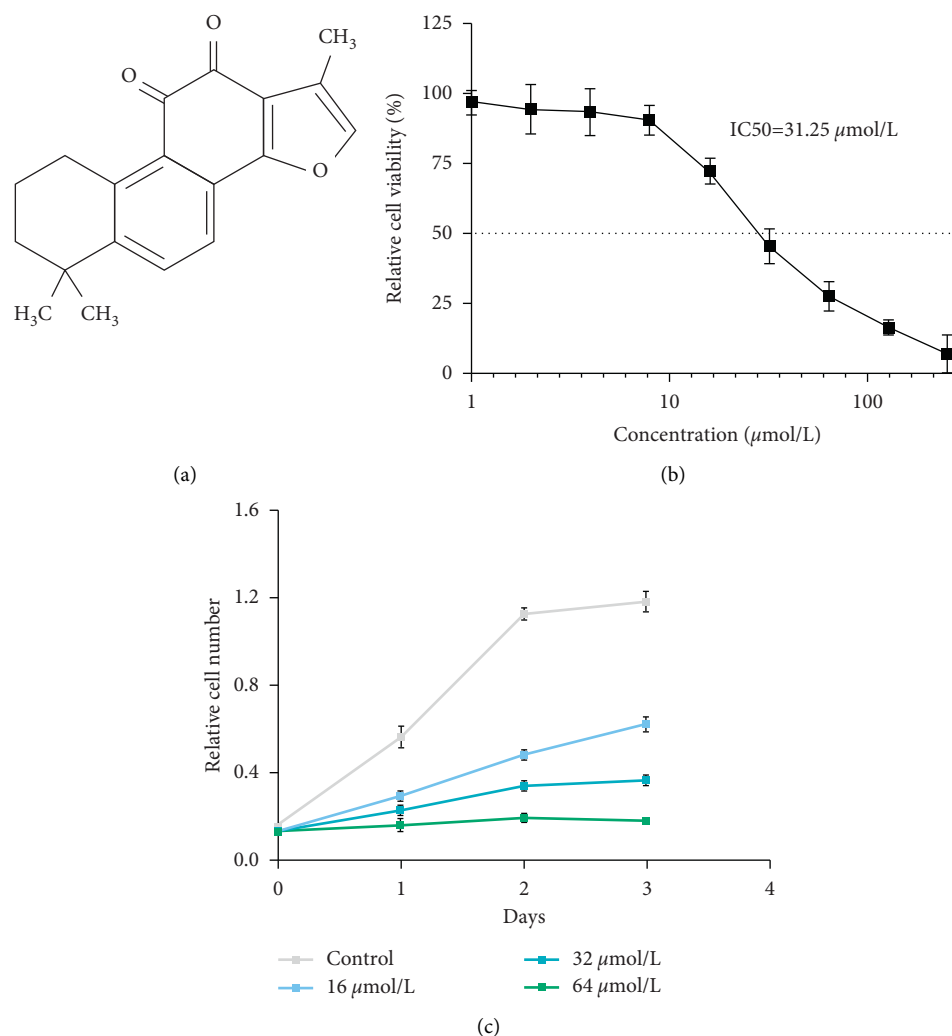 O
O
CH3
O
H3C
CH3
(a)
Relative cell viability (%)
125
100
75
50
25
0
IC50=31.25 μmol/L
1
10
100
Concentration (μmol/L)
(b)
Relative cell number
1.6
1.2
0.8
0.4
0.0
0
1
2
3
4
Days
Control
16 μmol/L
32 μmol/L
64 μmol/L
(c)